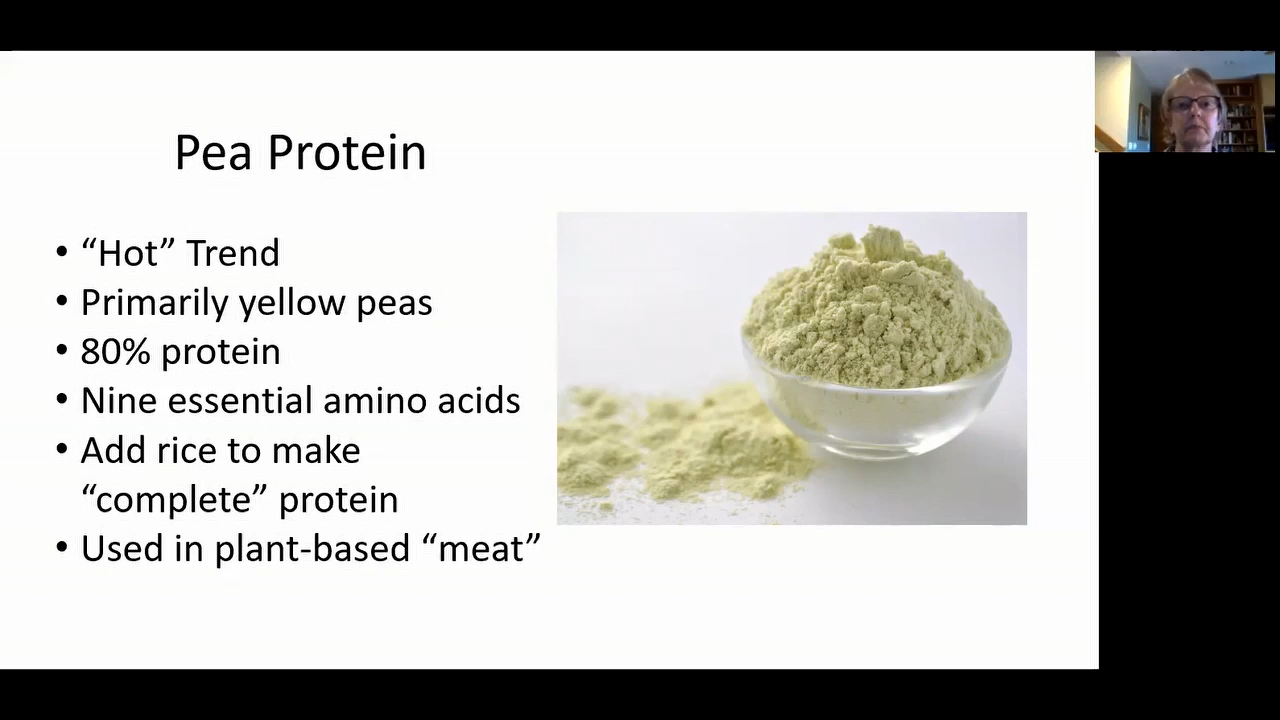 Pea Protein
• “Hot” Trend
• Primarily yellow peas
• 80% protein
• Nine essential amino acids
• Add rice to make
“complete” protein
• Used in plant-based “meat”